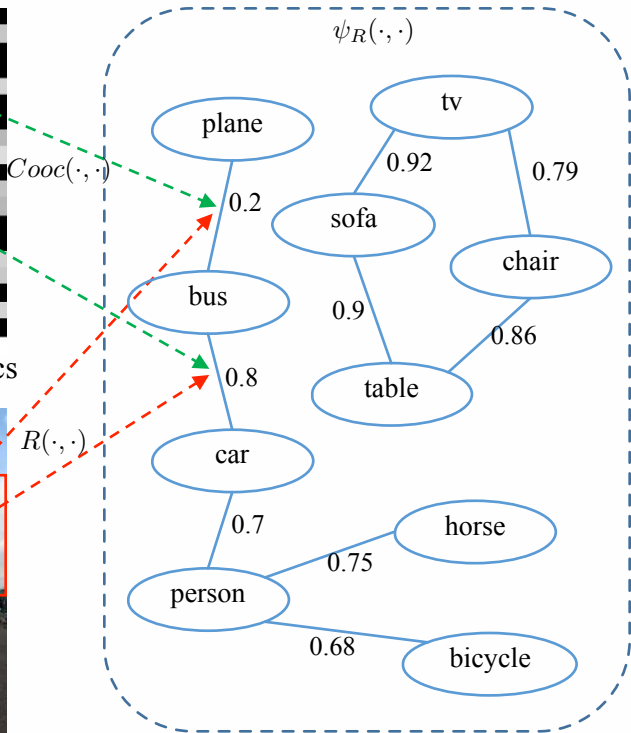 ψ_R(·,·)
tv
plane
Cooc(·,·)
0.92
0.79
0.2
sofa
chair
bus
0.9
0.86
cs
0.8
table
R(·,·)
car
0.7
horse
0.75
person
0.68
bicycle